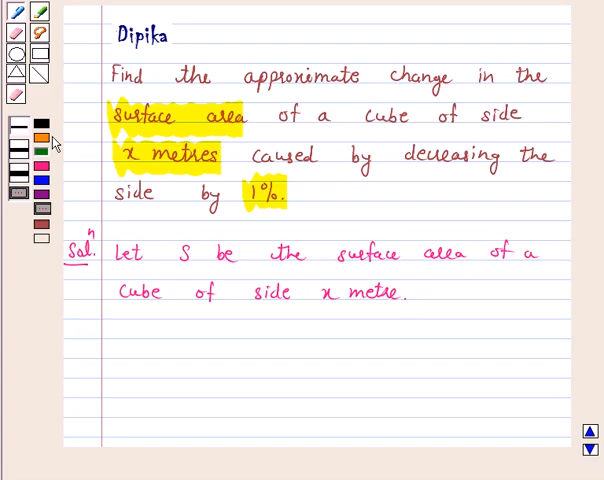 Dipika
Find the approximate change in the
surface area of a cube of side
x metres caused by decreasing the
side by 1%.
Solⁿ. Let S be the surface area of a
cube of side x metre.